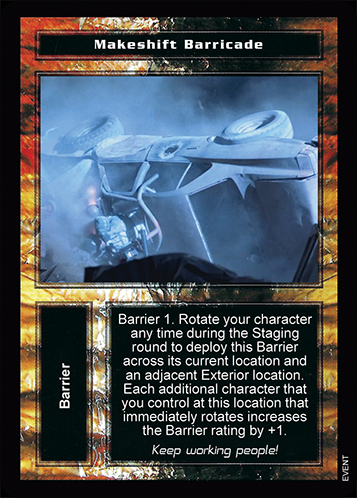 Makeshift Barricade
Barrier
Barrier 1. Rotate your character
any time during the Staging
round to deploy this Barrier
across its current location and
an adjacent Exterior location.
Each additional character that
you control at this location that
immediately rotates increases
the Barrier rating by +1.
Keep working people!
EVENT